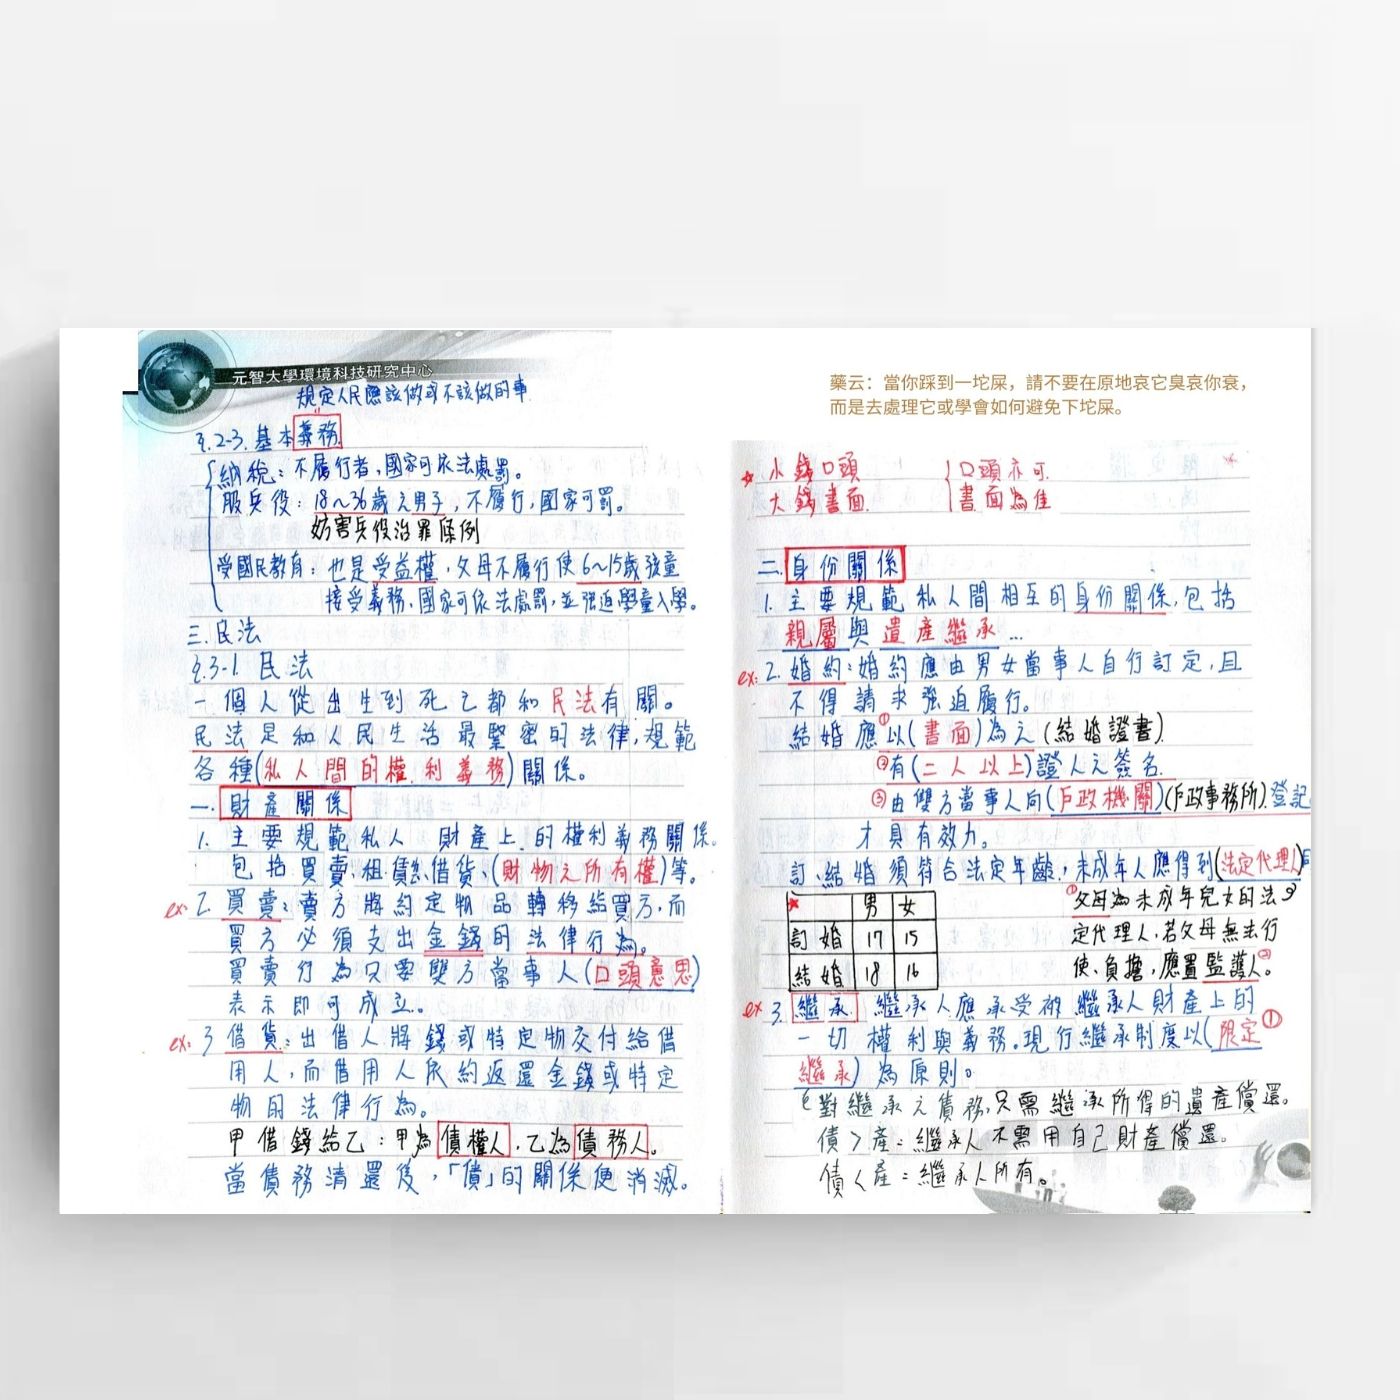 元智大學環境科技研究中心
規定人民應該做或不該做的事
§.2-3.基本義務
納稅:不履行者,國家可依法處罰。
服兵役:18~36歲之男子,不履行,國家可罰。
妨害兵役治罪條例
受國民教育:也是受益權,父母不履行使6~15歲孩童
接受義務,國家可依法處罰,並強迫學童入學。
三.民法
§.3-1.民法
一個人從出生到死亡都和民法有關。
民法是和人民生活最緊密的法律,規範
各種(私人間的權.利義務)關係。
一.財產關係
1.主要規範私人 財產上.的權利義務關係。
包括買賣、租賃、借貸、(財物之所有權)等。
ex:2.買賣:賣方將約定物品轉移給買方,而
買方必須支出金錢的法律行為。
買賣行為只要雙方當事人(口頭意思)
表示即可成立。
ex:3借貸:出借人將錢或特定物交付給借
用人,而借用人依約返還金錢或特定
物的法律行為。
甲借錢給乙:甲為債權人.乙為債務人。
當債務清還後,「債」的關係便消滅。
藥云:當你踩到一坨屎,請不要在原地哀它臭哀你衰,
而是去處理它或學會如何避免下坨屎。
小錢口頭 口頭亦可.
大錢書面 書面為佳
二.身份關係
1.主要規範私人間相互的身份關係,包括
親屬與遺產繼承…
ex:2.婚約:婚約應由男女當事人自行訂定,且
不得請求強迫履行。
結婚應①以(書面)為之(結婚證書)
②有(二人以上)證人之簽名.
③由雙方當事人向(戶政機關)(戶政事務所).登記
才具有效力。
訂、結婚須符合法定年齡,未成年人應得到(法定代理人)同
男 女
訂婚 17 15
結婚 18 16
①父母為未成年兒女的法
定代理人,若父母無法行
使、負擔,應置監護人②。
ex 3.繼承.繼承人應承受被繼承人財產上的
一切權利與義務。現行繼承制度以(限定①
繼承)為原則。
對繼承之債務,只需繼承所得的遺產償還。
債>產:繼承人不需用自己財產償還。
債<產:繼承人所有。